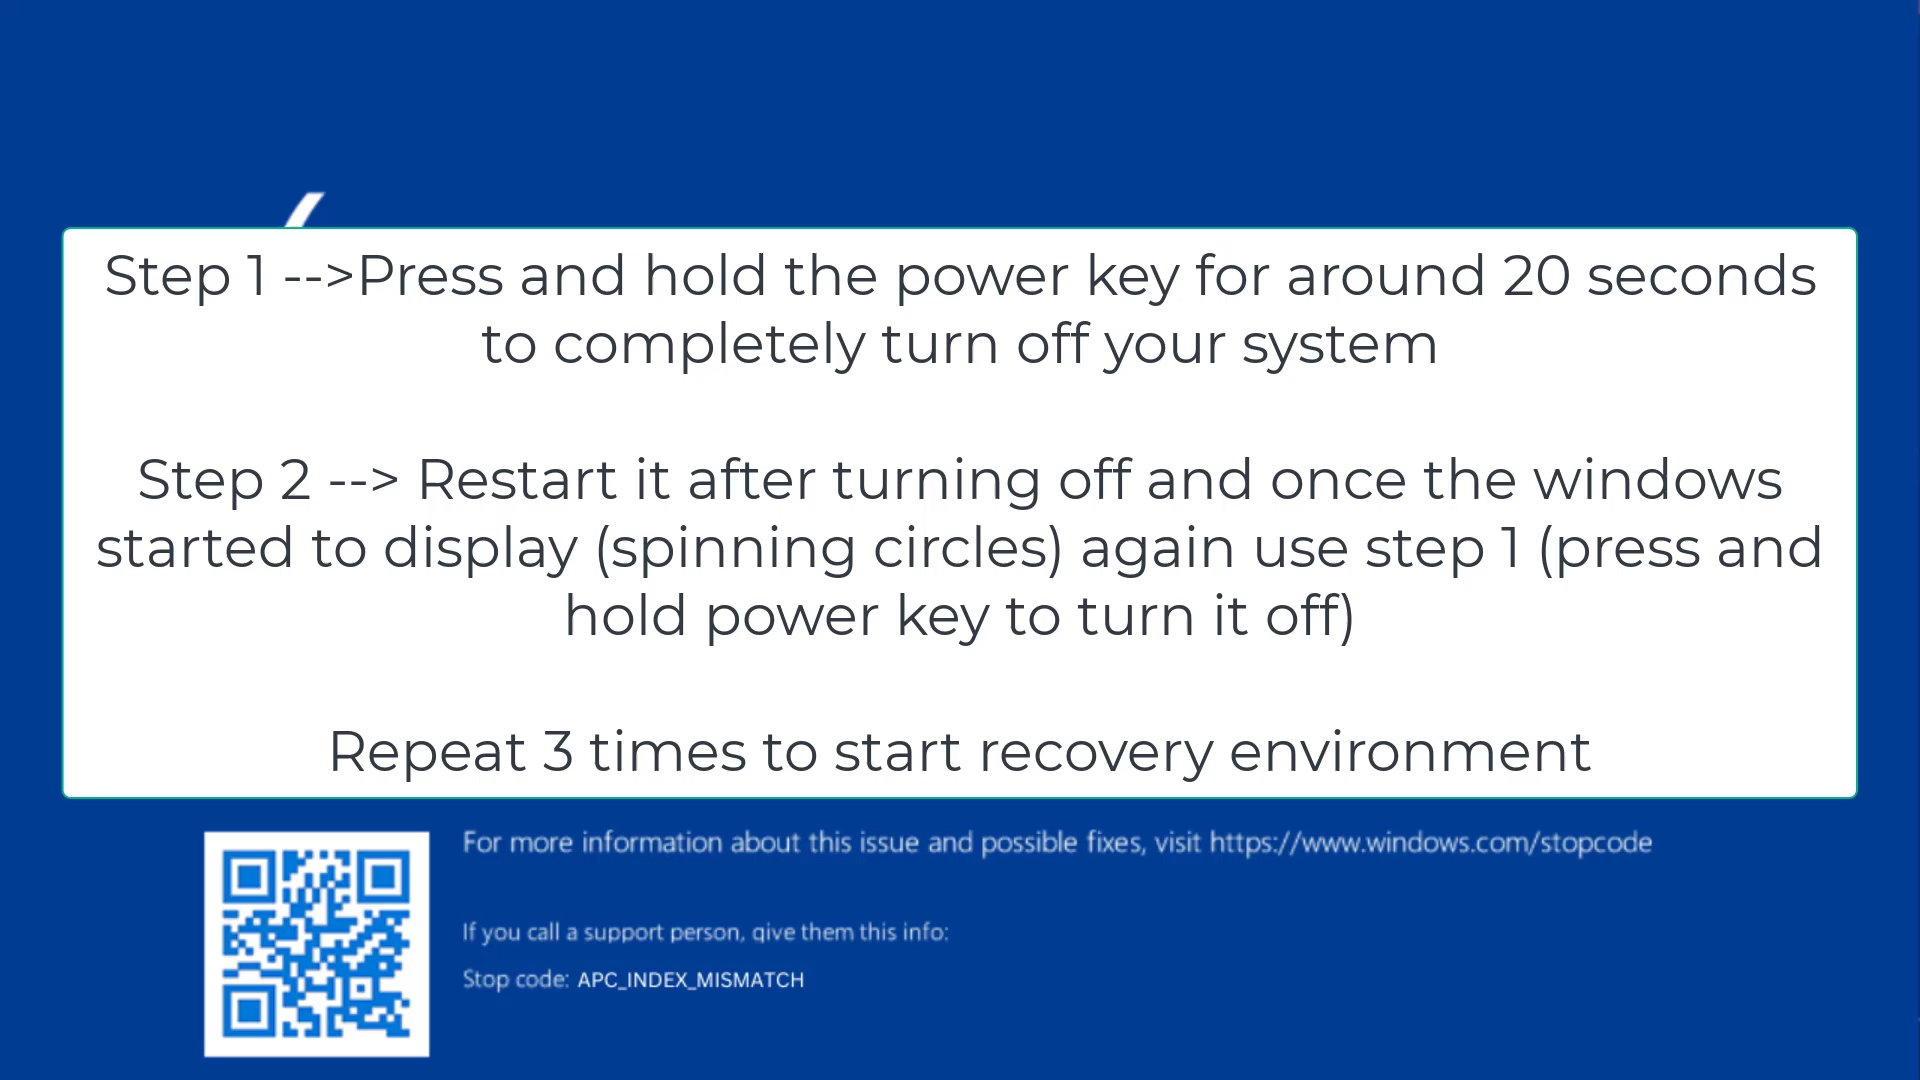 Step 1 -->Press and hold the power key for around 20 seconds
to completely turn off your system
Step 2 --> Restart it after turning off and once the windows
started to display (spinning circles) again use step 1 (press and
hold power key to turn it off)
Repeat 3 times to start recovery environment
For more information about this issue and possible fixes, visit https://www.windows.com/stopcode
If you call a support person, give them this info:
Stop code: APC_INDEX_MISMATCH